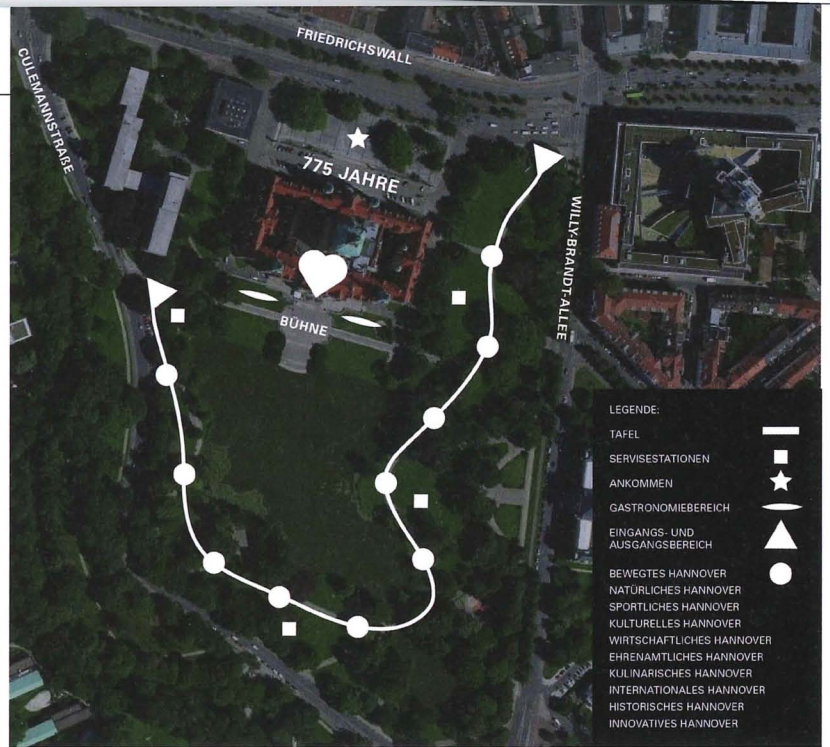 FRIEDRICHSWALL
CULEMANNSTRAßE
775 JAHRE
WILLY-BRANDT-ALLEE
BÜHNE
LEGENDE:
TAFEL
SERVISESTATIONEN
ANKOMMEN
GASTRONOMIEBEREICH
EINGANGS- UND
AUSGANGSBEREICH
BEWEGTES HANNOVER
NATÜRLICHES HANNOVER
SPORTLICHES HANNOVER
KULTURELLES HANNOVER
WIRTSCHAFTLICHES HANNOVER
EHRENAMTLICHES HANNOVER
KULINARISCHES HANNOVER
INTERNATIONALES HANNOVER
HISTORISCHES HANNOVER
INNOVATIVES HANNOVER